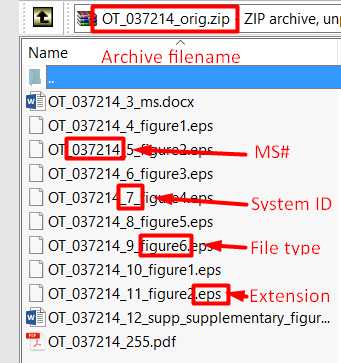 OT_037214_orig.zip - ZIP archive, unp
Archive filename
Name
..
OT_037214_3_ms.docx
OT_037214_4_figure1.eps
OT_037214_5_figure2.eps
MS#
OT_037214_6_figure3.eps
OT_037214_7_figure4.eps
System ID
OT_037214_8_figure5.eps
OT_037214_9_figure6.eps
File type
OT_037214_10_figure1.eps
OT_037214_11_figure2.eps
Extension
OT_037214_12_supp_supplementary_figur...
OT_037214_255.pdf